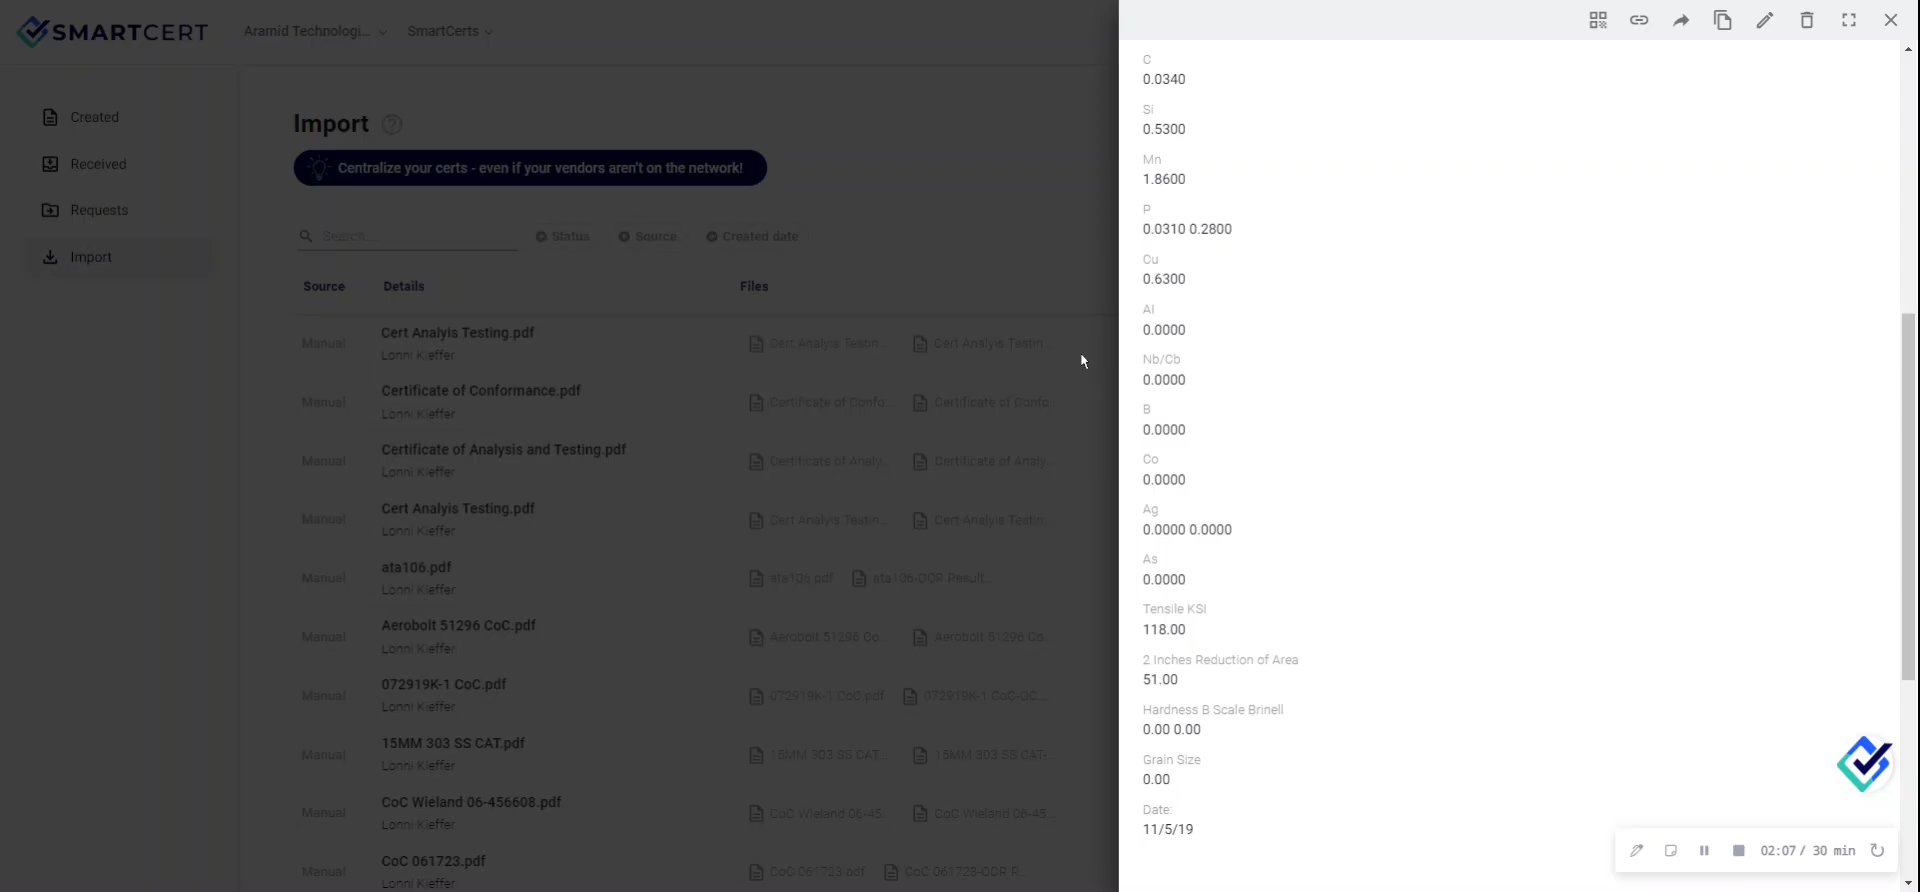 SMARTCERT
Aramid Technologi...
SmartCerts
Created
Received
Requests
Import
Import
Centralize your certs - even if your vendors aren't on the network!
Search...
Status
Source
Created date
Source
Details
Files
Manual
Cert Analyis Testing.pdf
Lonni Kieffer
Cert Analyis Testin...
Cert Analyis Testin...
Manual
Certificate of Conformance.pdf
Lonni Kieffer
Certificate of Confo...
Certificate of Confo...
Manual
Certificate of Analysis and Testing.pdf
Lonni Kieffer
Certificate of Analy...
Certificate of Analy...
Manual
Cert Analyis Testing.pdf
Lonni Kieffer
Cert Analyis Testin...
Cert Analyis Testin...
Manual
ata106.pdf
Lonni Kieffer
ata106.pdf
ata106-OCR Result...
Manual
Aerobolt 51296 CoC.pdf
Lonni Kieffer
Aerobolt 51296 Co...
Aerobolt 51296 Co...
Manual
072919K-1 CoC.pdf
Lonni Kieffer
072919K-1 CoC.pdf
072919K-1 CoC-OC...
Manual
15MM 303 SS CAT.pdf
Lonni Kieffer
15MM 303 SS CAT...
15MM 303 SS CAT-...
Manual
CoC Wieland 06-456608.pdf
Lonni Kieffer
CoC Wieland 06-45...
CoC Wieland 06-45...
Manual
CoC 061723.pdf
Lonni Kieffer
CoC 061723.pdf
CoC 061723-OCR R...
C
0.0340
Si
0.5300
Mn
1.8600
P
0.0310 0.2800
Cu
0.6300
Al
0.0000
Nb/Cb
0.0000
B
0.0000
Co
0.0000
Ag
0.0000 0.0000
As
0.0000
Tensile KSI
118.00
2 Inches Reduction of Area
51.00
Hardness B Scale Brinell
0.00 0.00
Grain Size
0.00
Date:
11/5/19
02:07 / 30 min